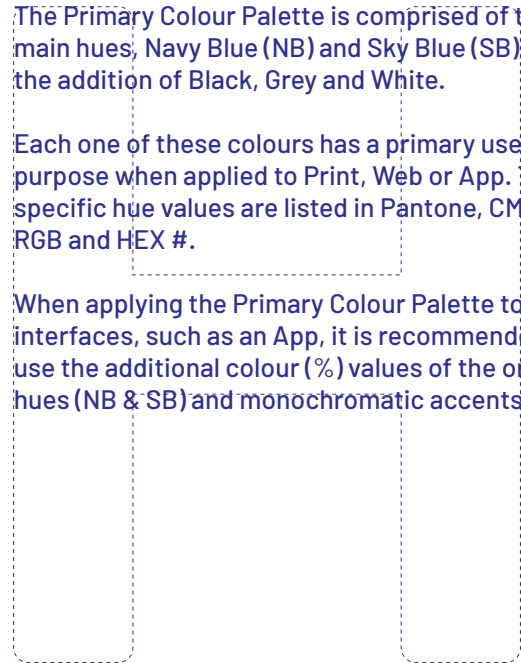 The Primary Colour Palette is comprised of
main hues, Navy Blue (NB) and Sky Blue (SB)
the addition of Black, Grey and White.
Each one of these colours has a primary use
purpose when applied to Print, Web or App.
specific hue values are listed in Pantone, CM
RGB and HEX #.
When applying the Primary Colour Palette to
interfaces, such as an App, it is recommend
use the additional colour (%) values of the
hues (NB & SB) and monochromatic accents